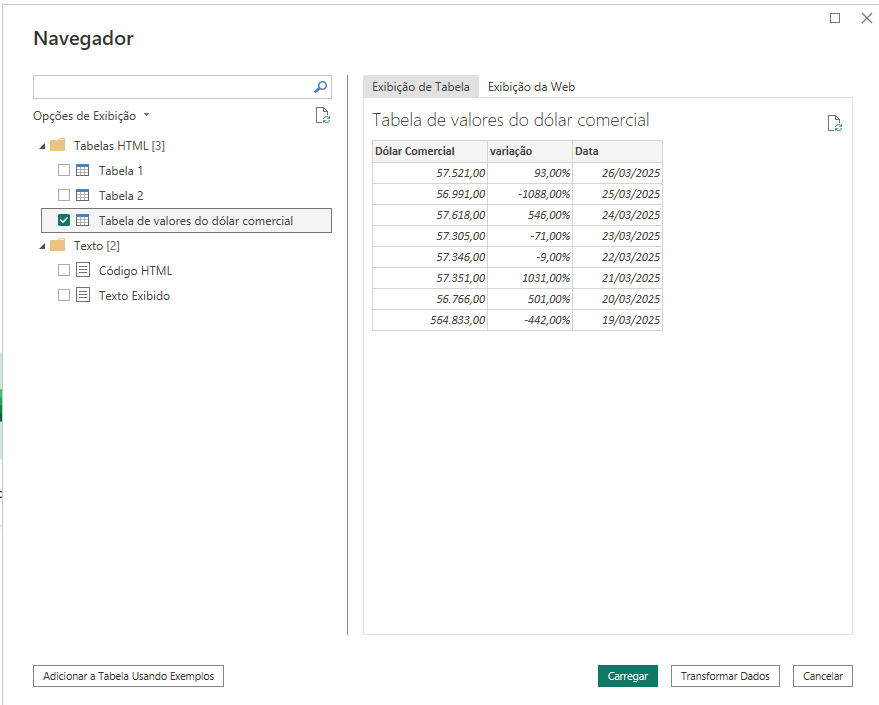 Navegador
Opções de Exibição
Tabelas HTML [3]
Tabela 1
Tabela 2
Tabela de valores do dólar comercial
Texto [2]
Código HTML
Texto Exibido
Exibição de Tabela Exibição da Web
Tabela de valores do dólar comercial
Dólar Comercial variação Data
57.521,00 93,00% 26/03/2025
56.991,00 -1088,00% 25/03/2025
57.618,00 546,00% 24/03/2025
57.305,00 -71,00% 23/03/2025
57.346,00 -9,00% 22/03/2025
57.351,00 1031,00% 21/03/2025
56.766,00 501,00% 20/03/2025
564.833,00 -442,00% 19/03/2025
Adicionar a Tabela Usando Exemplos Carregar Transformar Dados Cancelar